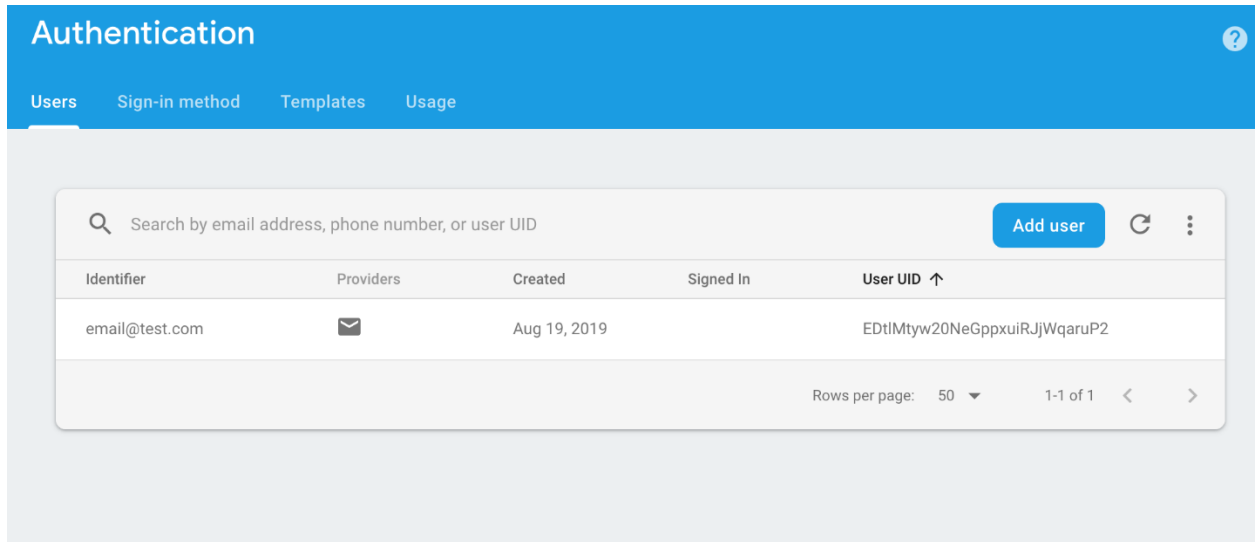 Authentication
Users Sign-in method Templates Usage
Search by email address, phone number, or user UID Add user
Identifier Providers Created Signed In User UID
email@test.com Aug 19, 2019 EDtlMtyw20NeGppxuiRJjWqaruP2
Rows per page: 50 1-1 of 1